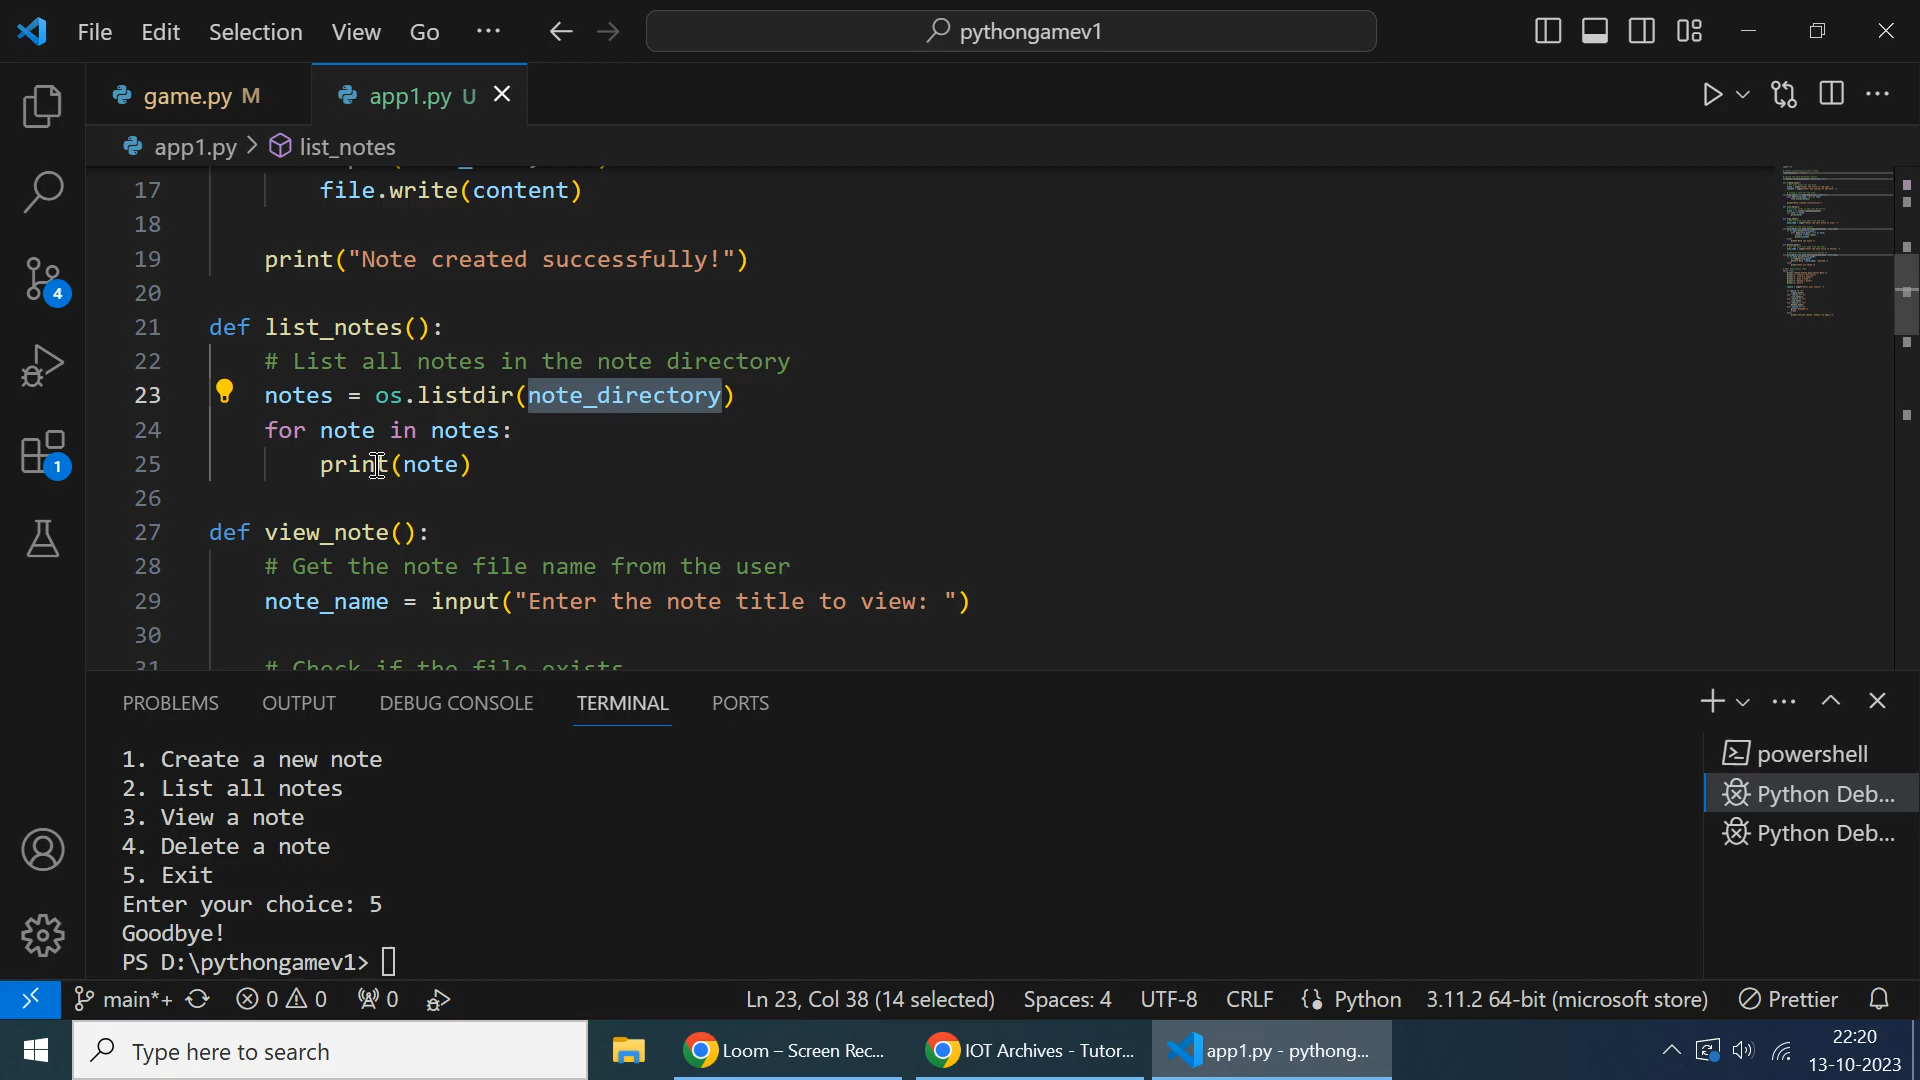 File Edit Selection View Go ··· pythongamev1
game.py M app1.py U
app1.py > list_notes
17 file.write(content)
18
19 print("Note created successfully!")
20
21 def list_notes():
22 # List all notes in the note directory
23 notes = os.listdir(note_directory)
24 for note in notes:
25 print(note)
26
27 def view_note():
28 # Get the note file name from the user
29 note_name = input("Enter the note title to view: ")
30
31 # Check if the file exists
4
1
PROBLEMS OUTPUT DEBUG CONSOLE TERMINAL PORTS
1. Create a new note
2. List all notes
3. View a note
4. Delete a note
5. Exit
Enter your choice: 5
Goodbye!
PS D:\pythongamev1>
powershell
Python Deb...
Python Deb...
main*+ 0 0 0 Ln 23, Col 38 (14 selected) Spaces: 4 UTF-8 CRLF Python 3.11.2 64-bit (microsoft store) Prettier
Type here to search Loom – Screen Rec... IOT Archives - Tutor... app1.py - pythong... 22:20
13-10-2023